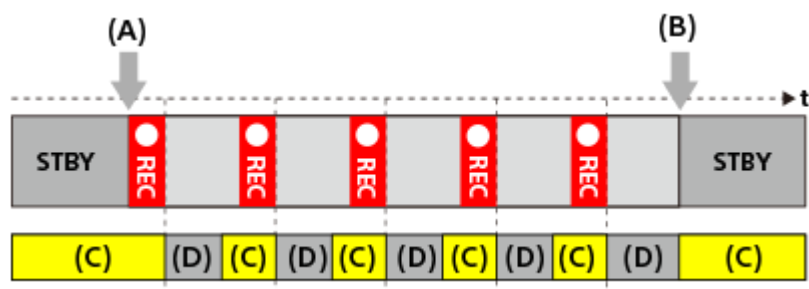 (A) (B)
t
STBY REC REC REC REC REC STBY
(C) (D) (C) (D) (C) (D) (C) (D) (C) (D) (C)